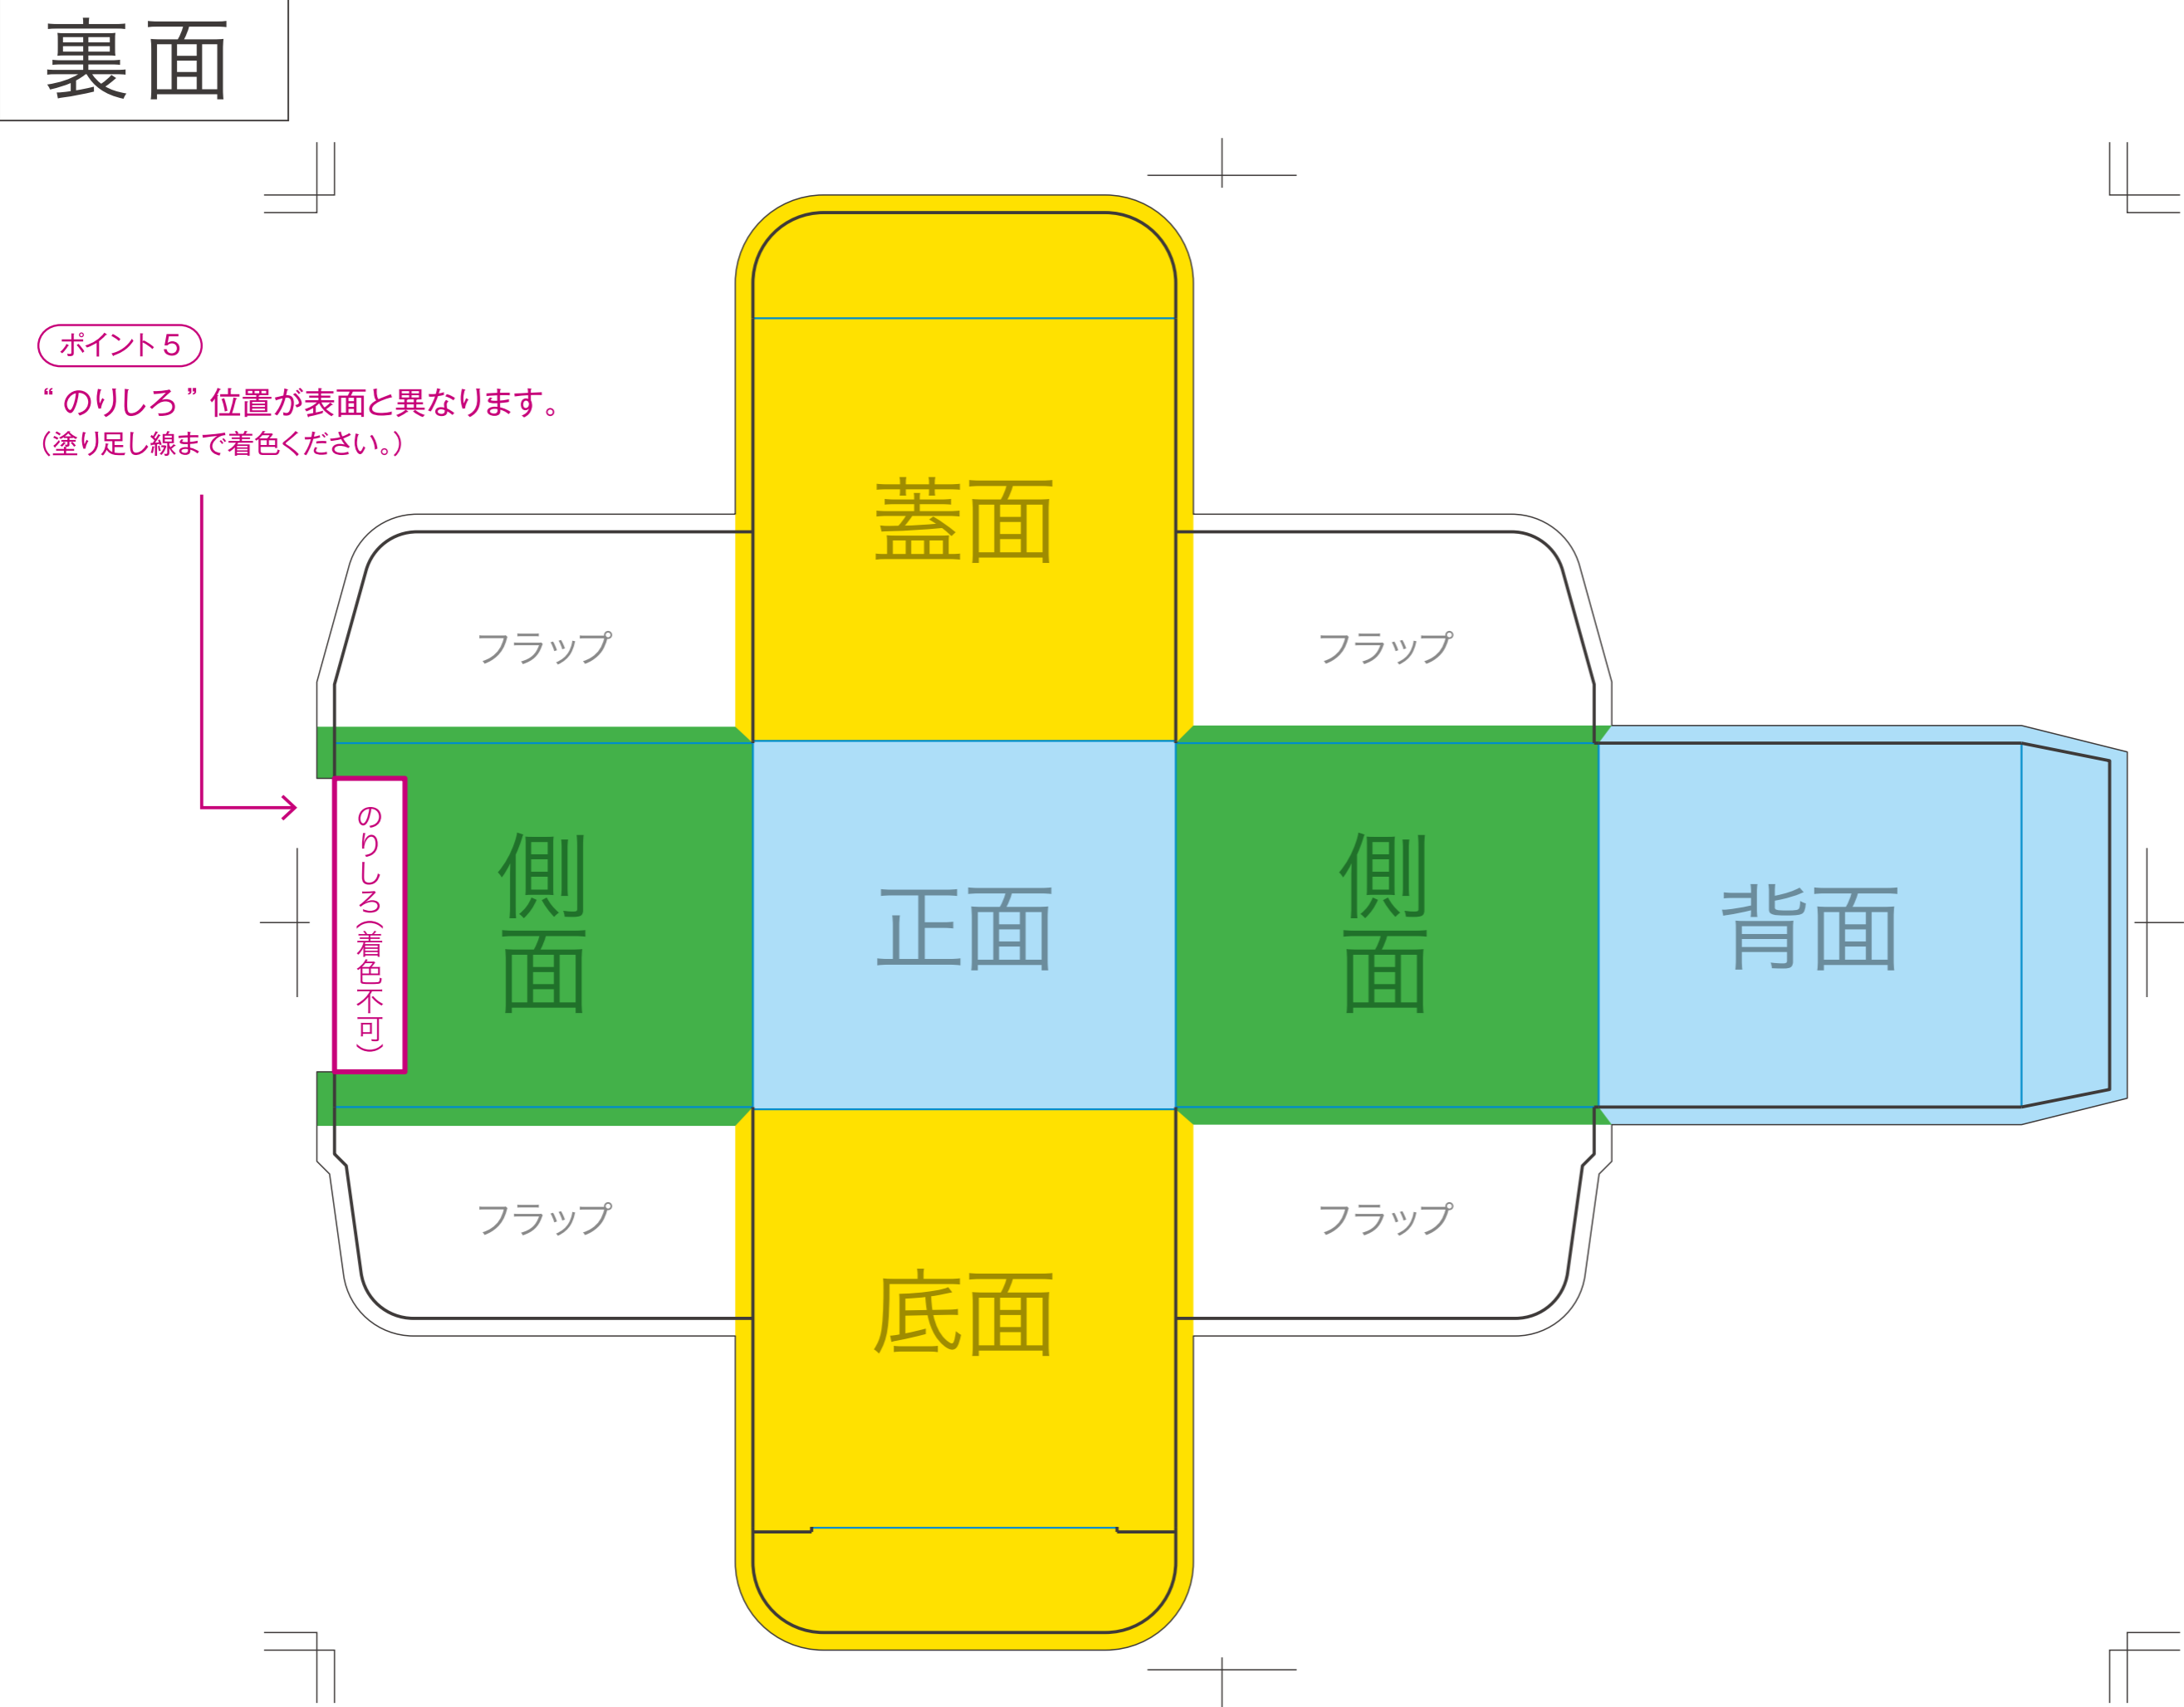 裏面
ポイント5
“のりしろ”位置が表面と異なります。
(塗り足しまで着色ください。)
蓋面
フラップ
フラップ
のりしろ(着色不可)
側面
正面
側面
背面
フラップ
フラップ
底面